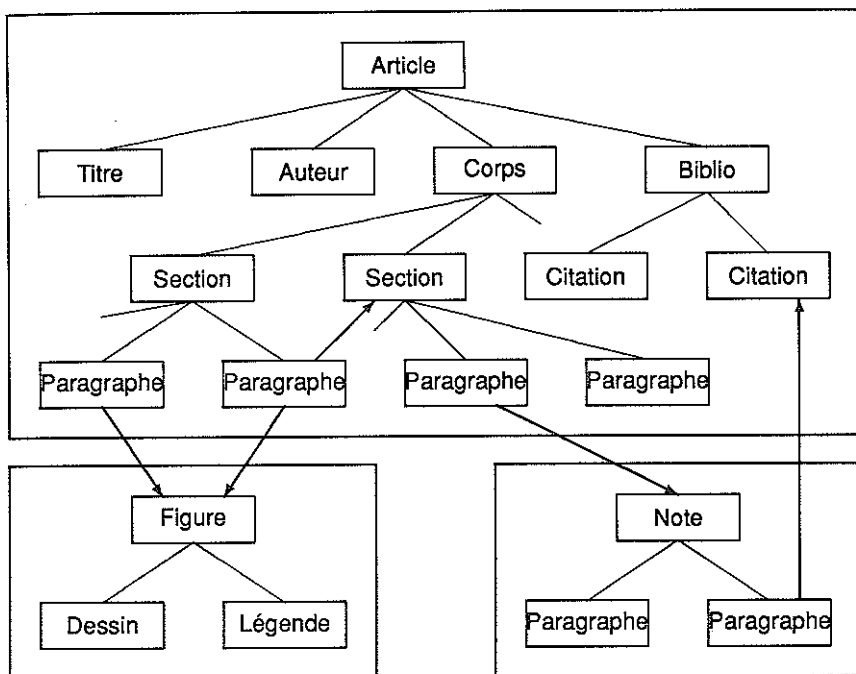 Article
Titre Auteur Corps Biblio
Section Section Citation Citation
Paragraphe Paragraphe Paragraphe Paragraphe
Figure Note
Dessin Légende Paragraphe Paragraphe